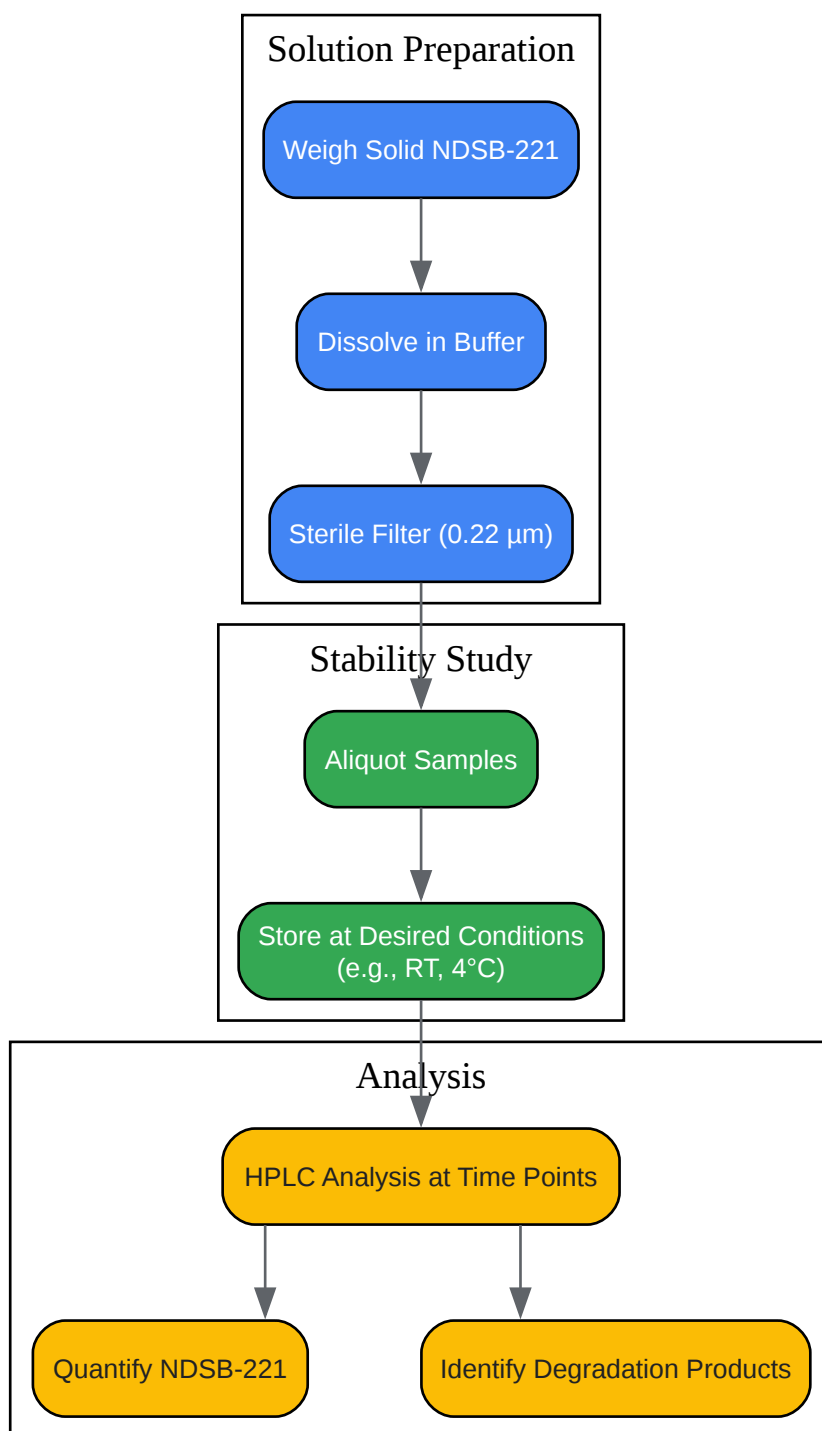 Solution Preparation
Weigh Solid NDSB-221
Dissolve in Buffer
Sterile Filter (0.22 µm)
Stability Study
Aliquot Samples
Store at Desired Conditions
(e.g., RT, 4°C)
Analysis
HPLC Analysis at Time Points
Quantify NDSB-221
Identify Degradation Products